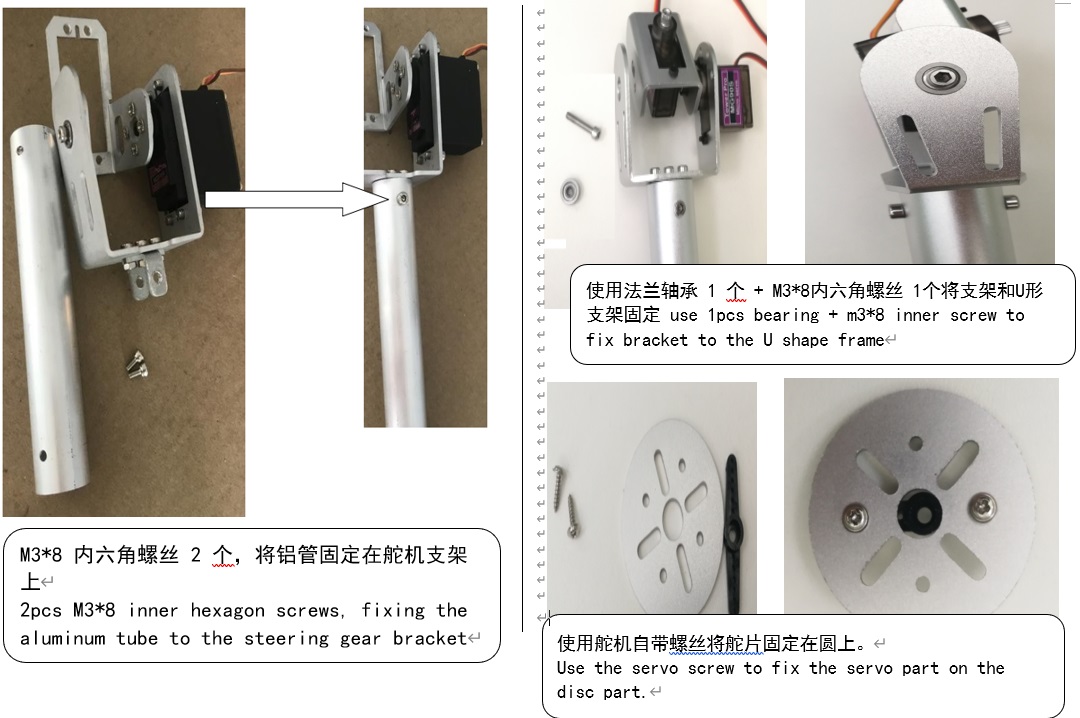 M3*8 内六角螺丝 2 个，将铝管固定在舵机支架
上
2pcs M3*8 inner hexagon screws, fixing the
aluminum tube to the steering gear bracket
使用法兰轴承 1 个 + M3*8内六角螺丝 1个将支架和U形
支架固定 use 1pcs bearing + m3*8 inner screw to
fix bracket to the U shape frame
使用舵机自带螺丝将舵片固定在圆上。
Use the servo screw to fix the servo part on the
disc part.